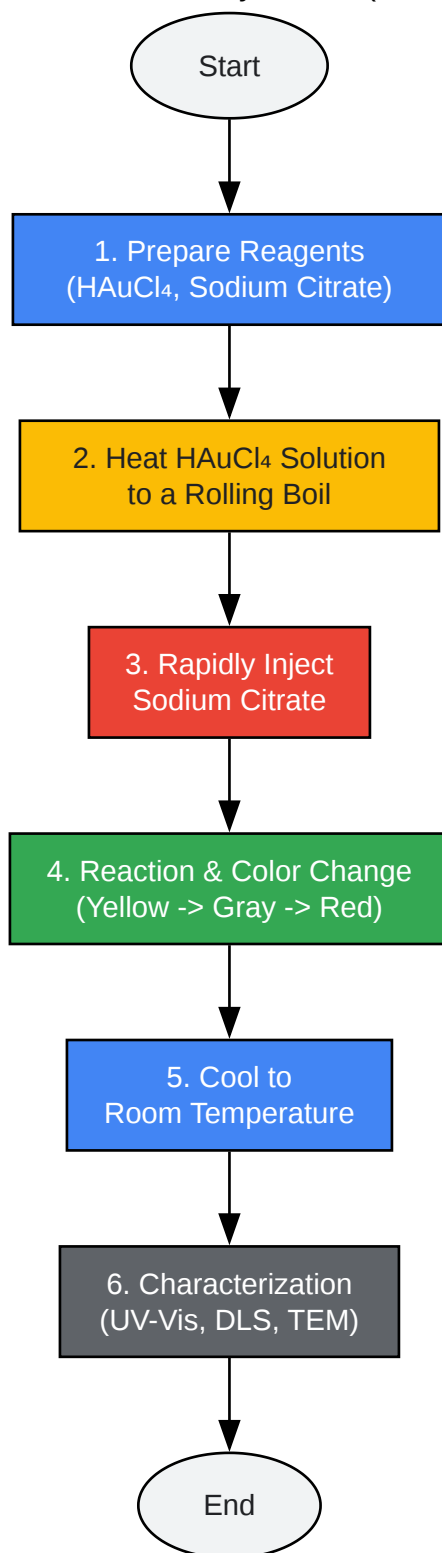 Start
1. Prepare Reagents
(HAuCl₄, Sodium Citrate)
2. Heat HAuCl₄ Solution
to a Rolling Boil
3. Rapidly Inject
Sodium Citrate
4. Reaction & Color Change
(Yellow -> Gray -> Red)
5. Cool to
Room Temperature
6. Characterization
(UV-Vis, DLS, TEM)
End